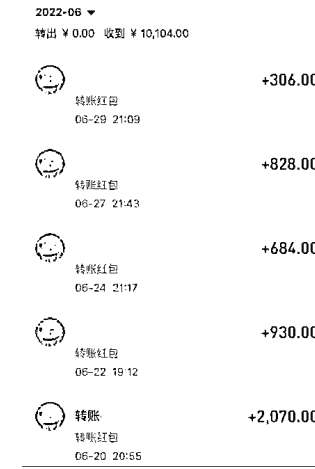 2022-06
转出 ¥ 0.00 收到 ¥ 10,104.00
+306.00
转账红包
06-29 21:09
+828.00
转账红包
06-27 21:43
+684.00
转账红包
06-24 21:17
+930.00
转账红包
06-22 19:12
转账 +2,070.00
转账红包
06-20 20:55